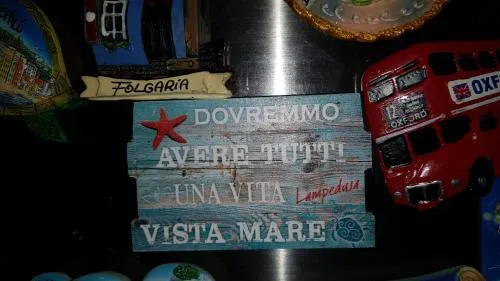 FOLGARIA
DOVREMMO
AVERE TUTTI
UNA VITA
Lampedusa
VISTA MARE
OXFORD
OXF